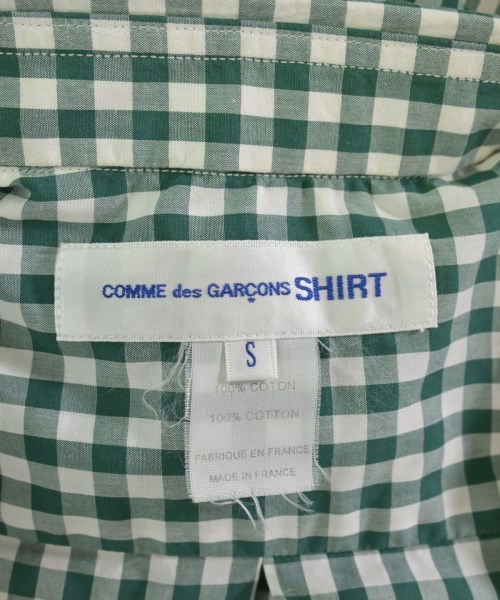 COMME des GARÇONS SHIRT
S
100% COTON
100% COTTON
FABRIQUE EN FRANCE
MADE IN FRANCE